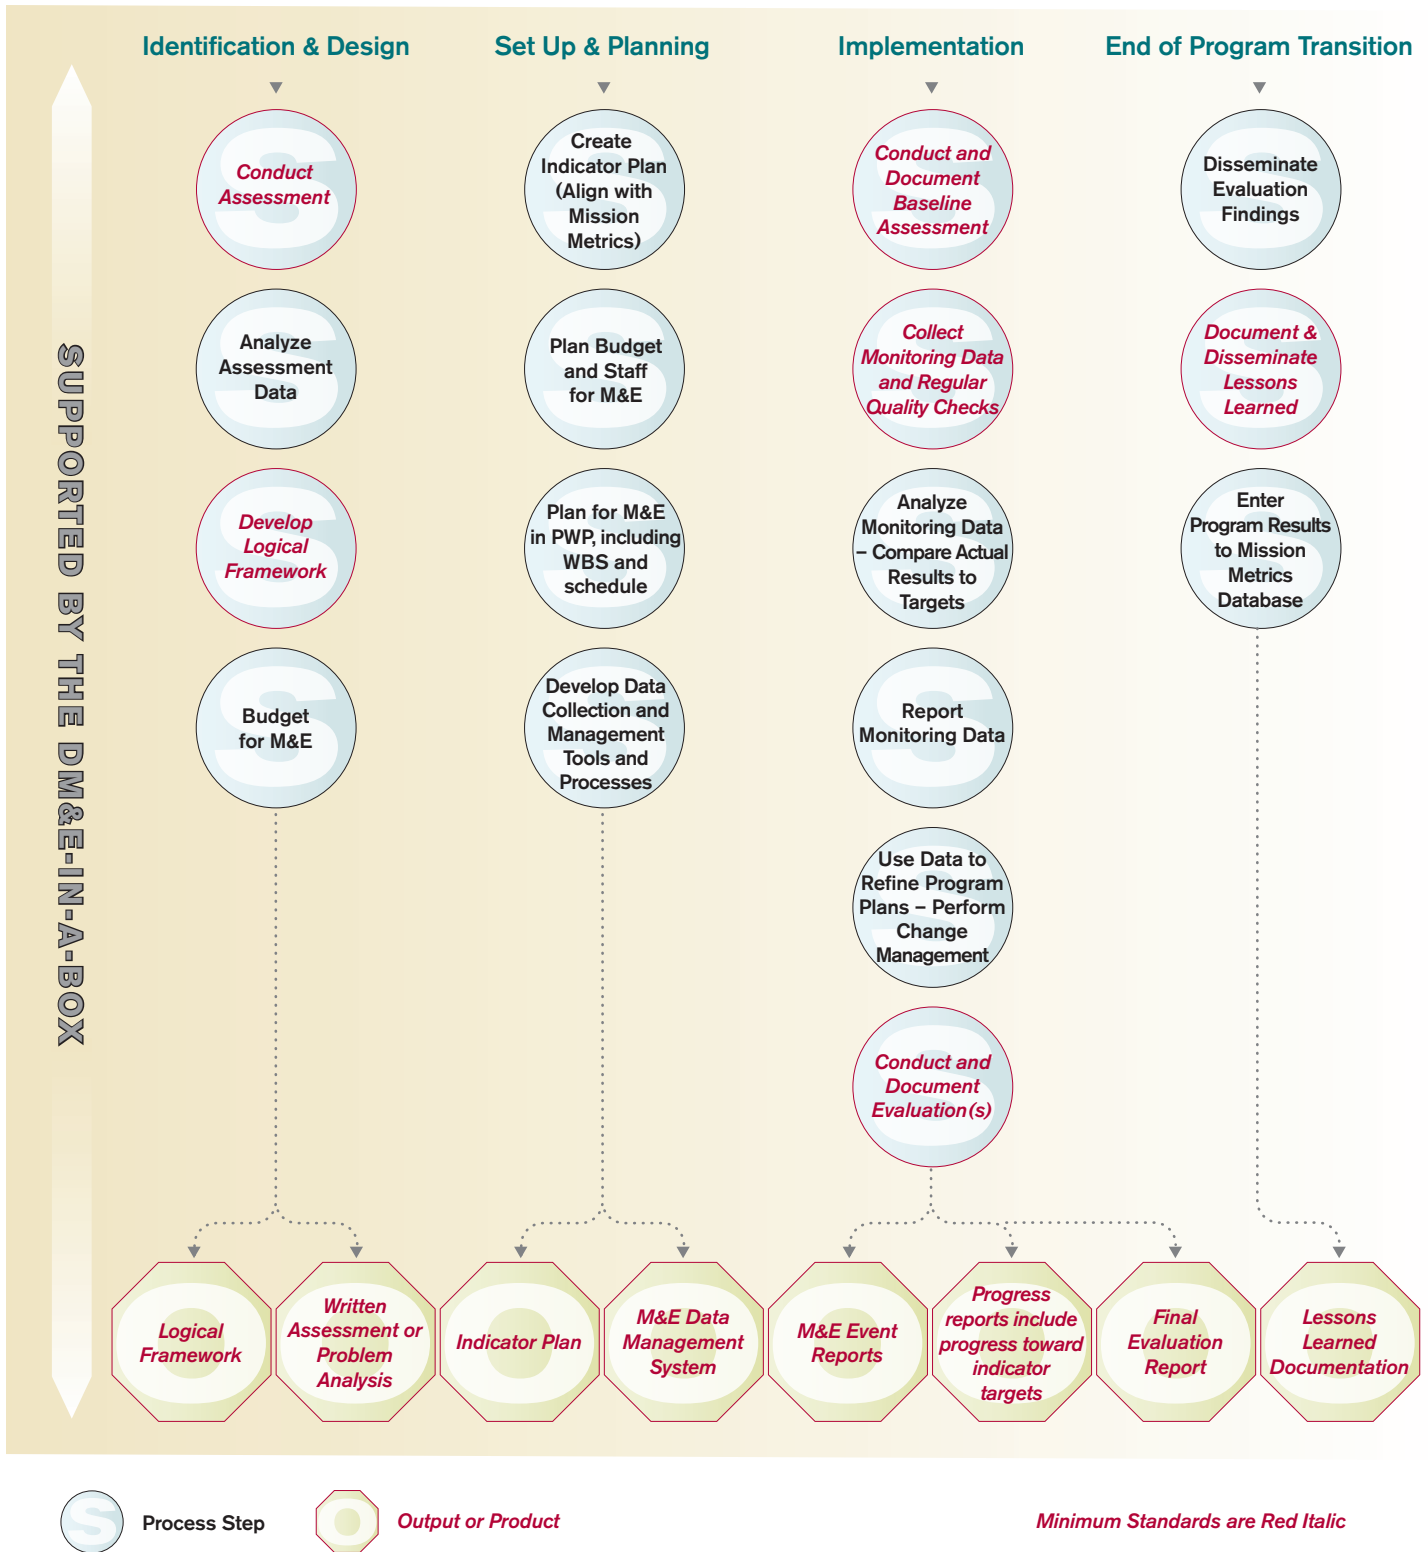 Identification & Design
Set Up & Planning
Implementation
End of Program Transition
SUPPORTED BY THE DM&E-IN-A-BOX
S
Conduct
Assessment
S
Analyze
Assessment
Data
S
Develop
Logical
Framework
S
Budget
for M&E
S
Create
Indicator Plan
(Align with
Mission
Metrics)
S
Plan Budget
and Staff
for M&E
S
Plan for M&E
in PWP, including
WBS and
schedule
S
Develop Data
Collection and
Management
Tools and
Processes
S
Conduct and
Document
Baseline
Assessment
S
Collect
Monitoring Data
and Regular
Quality Checks
S
Analyze
Monitoring Data
– Compare Actual
Results to
Targets
S
Report
Monitoring Data
S
Use Data to
Refine Program
Plans – Perform
Change
Management
S
Conduct and
Document
Evaluation(s)
S
Disseminate
Evaluation
Findings
S
Document &
Disseminate
Lessons
Learned
S
Enter
Program Results
to Mission
Metrics
Database
O
Logical
Framework
O
Written
Assessment or
Problem
Analysis
O
Indicator Plan
O
M&E Data
Management
System
O
M&E Event
Reports
O
Progress
reports include
progress toward
indicator
targets
O
Final
Evaluation
Report
O
Lessons
Learned
Documentation
S
Process Step
O
Output or Product
Minimum Standards are Red Italic